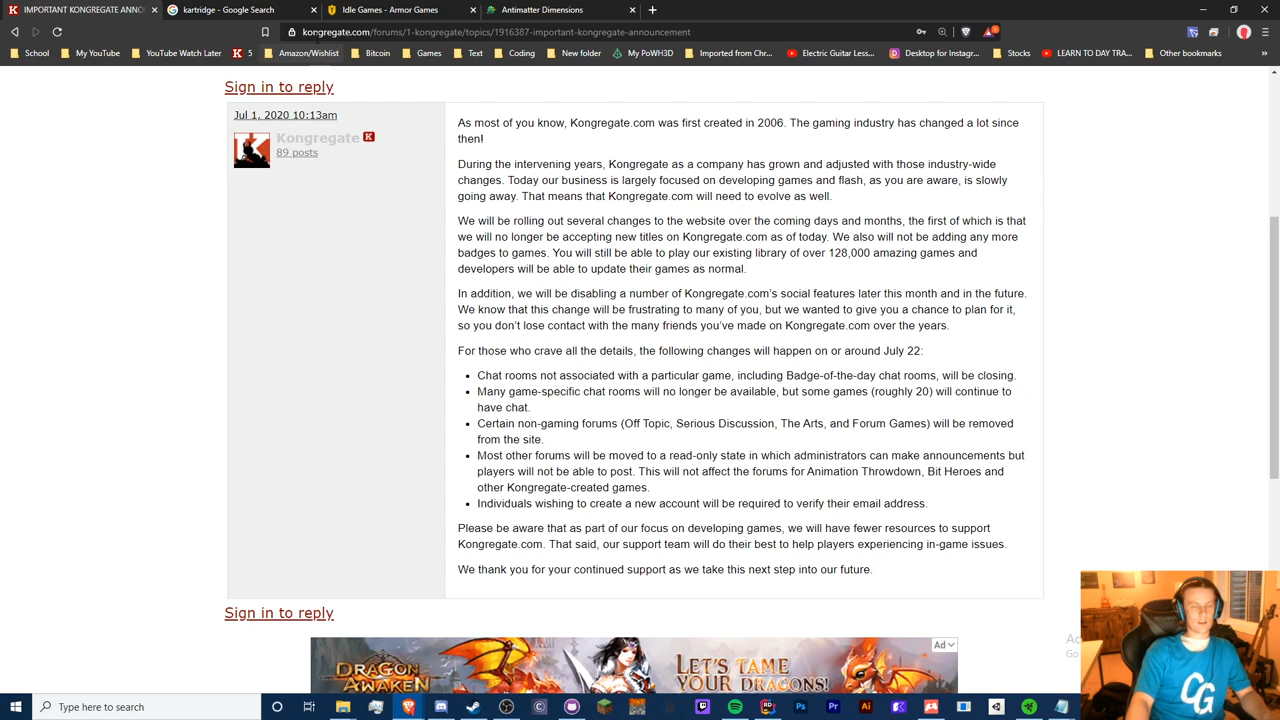 IMPORTANT KONGREGATE ANNO
kartridge - Google Search
Idle Games - Armor Games
Antimatter Dimensions
kongregate.com/forums/1-kongregate/topics/1916387-important-kongregate-announcement
School
My YouTube
YouTube Watch Later
K 5
Amazon/Wishlist
Bitcoin
Games
Text
Coding
New folder
My PoWH3D
Imported from Chr...
Electric Guitar Less...
Desktop for Instag...
Stocks
LEARN TO DAY TRA...
Other bookmarks
Sign in to reply
Jul 1, 2020 10:13am
Kongregate K
89 posts
As most of you know, Kongregate.com was first created in 2006. The gaming industry has changed a lot since
then!
During the intervening years, Kongregate as a company has grown and adjusted with those industry-wide
changes. Today our business is largely focused on developing games and flash, as you are aware, is slowly
going away. That means that Kongregate.com will need to evolve as well.
We will be rolling out several changes to the website over the coming days and months, the first of which is that
we will no longer be accepting new titles on Kongregate.com as of today. We also will not be adding any more
badges to games. You will still be able to play our existing library of over 128,000 amazing games and
developers will be able to update their games as normal.
In addition, we will be disabling a number of Kongregate.com's social features later this month and in the future.
We know that this change will be frustrating to many of you, but we wanted to give you a chance to plan for it,
so you don't lose contact with the many friends you've made on Kongregate.com over the years.
For those who crave all the details, the following changes will happen on or around July 22:
• Chat rooms not associated with a particular game, including Badge-of-the-day chat rooms, will be closing.
• Many game-specific chat rooms will no longer be available, but some games (roughly 20) will continue to
have chat.
• Certain non-gaming forums (Off Topic, Serious Discussion, The Arts, and Forum Games) will be removed
from the site.
• Most other forums will be moved to a read-only state in which administrators can make announcements but
players will not be able to post. This will not affect the forums for Animation Throwdown, Bit Heroes and
other Kongregate-created games.
• Individuals wishing to create a new account will be required to verify their email address.
Please be aware that as part of our focus on developing games, we will have fewer resources to support
Kongregate.com. That said, our support team will do their best to help players experiencing in-game issues.
We thank you for your continued support as we take this next step into our future.
Sign in to reply
Ad
DRAGON
AWAKEN
LET'S TAME
YOUR DRAGONS!
Go
CG
Type here to search